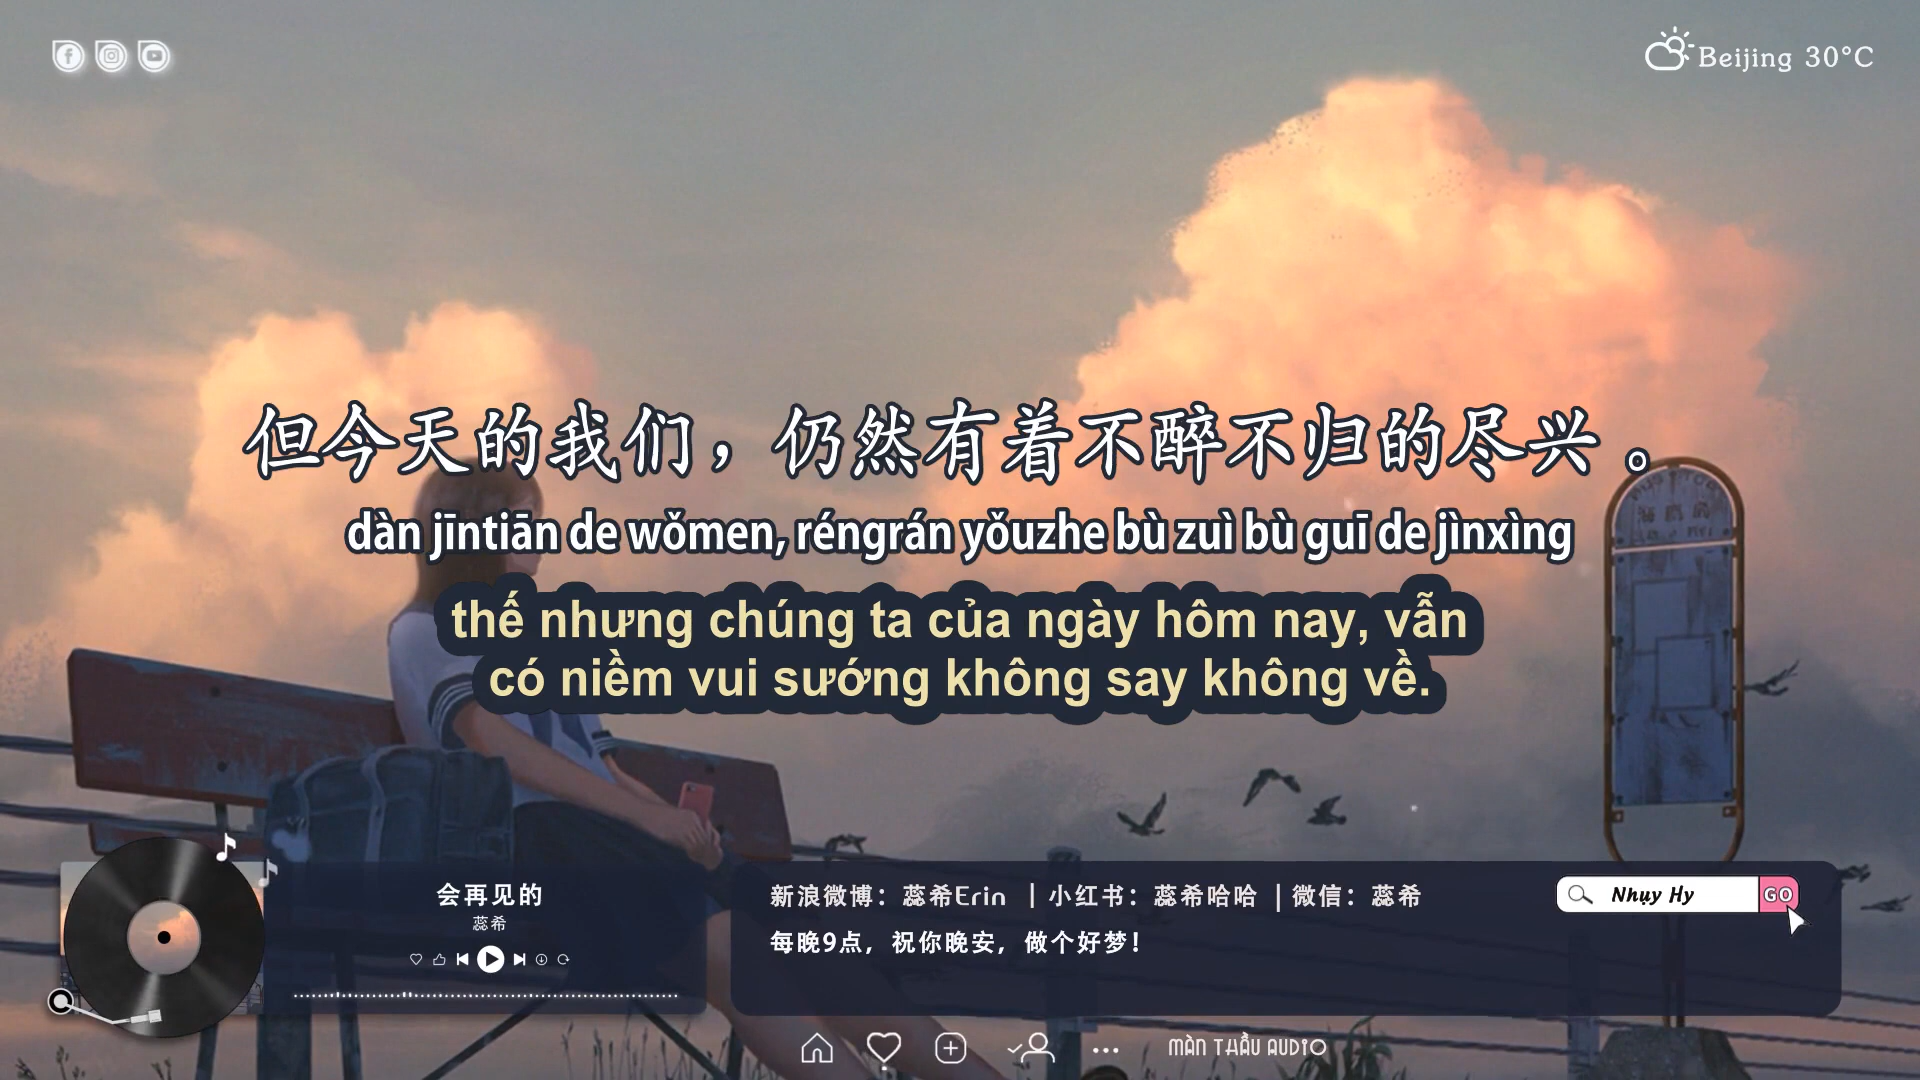 Beijing 30°C
但今天的我们，仍然有着不醉不归的尽兴。
dàn jīntiān de wǒmen, réngrán yǒuzhe bù zuì bù guī de jìnxìng
thế nhưng chúng ta của ngày hôm nay, vẫn
có niềm vui sướng không say không về.
会再见的
蕊希
新浪微博：蕊希Erin ｜小红书：蕊希哈哈 ｜微信：蕊希
每晚9点，祝你晚安，做个好梦！
Nhụy Hy
GO
MÀN THẦU AUDIO